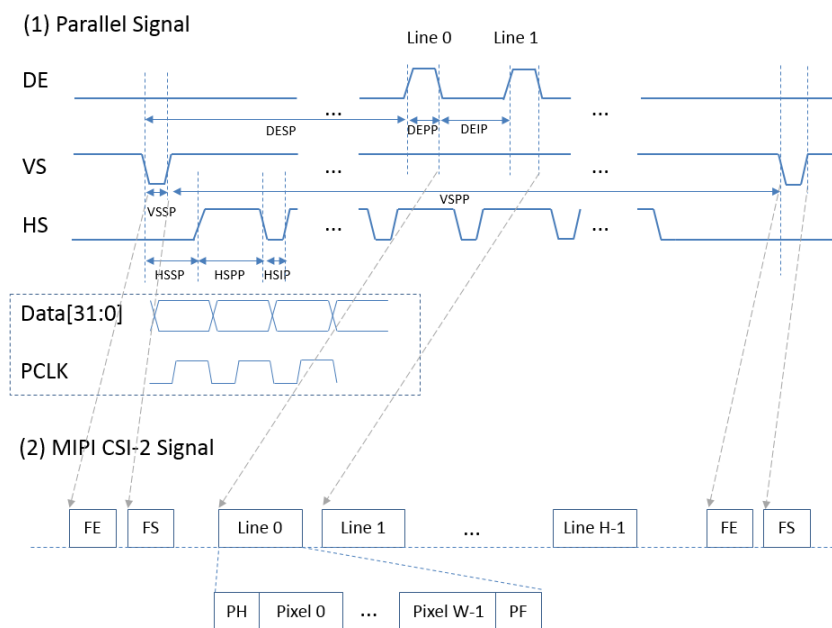 (1) Parallel Signal
Line 0 Line 1
DE
... ...
DESP DEPP DEIP
VS
... ...
VSSP VSPP
HS
... ...
HSSP HSPP HSIP
Data[31:0]
PCLK
(2) MIPI CSI-2 Signal
FE FS Line 0 Line 1 ... Line H-1 FE FS
PH Pixel 0 ... Pixel W-1 PF